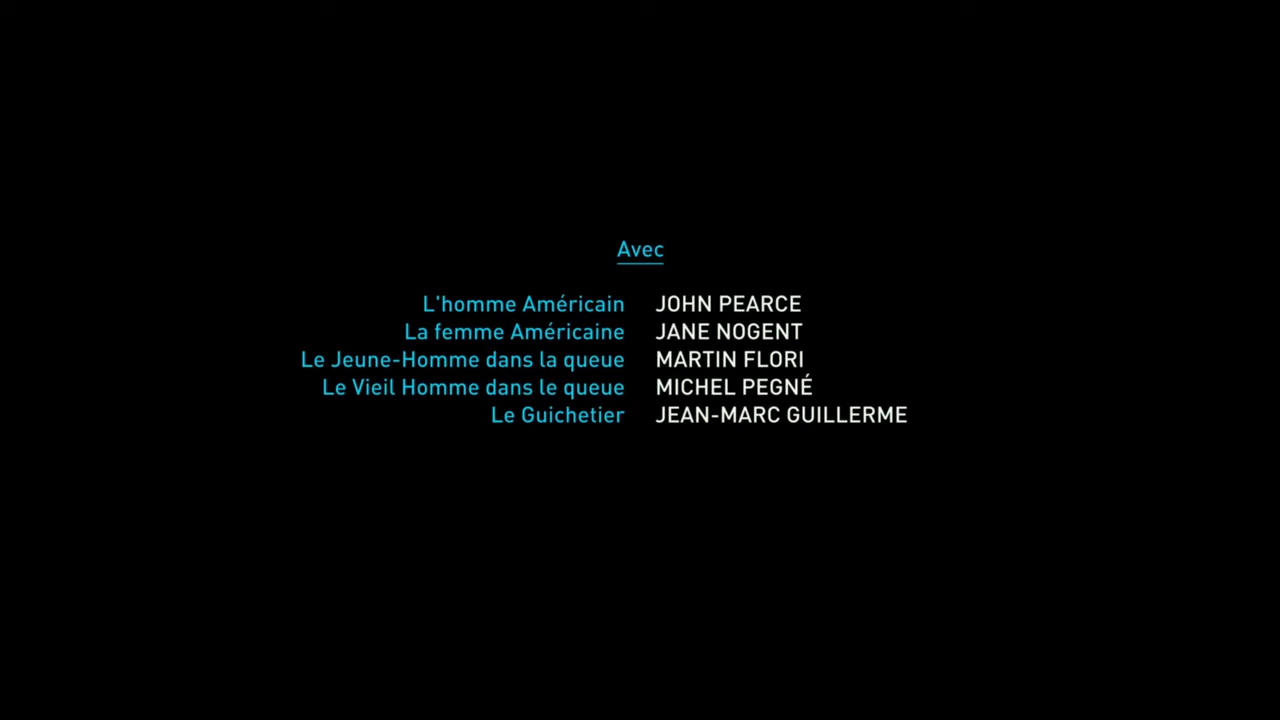 Avec
L'homme Américain JOHN PEARCE
La femme Américaine JANE NOGENT
Le Jeune-Homme dans la queue MARTIN FLORI
Le Vieil Homme dans le queue MICHEL PEGNÉ
Le Guichetier JEAN-MARC GUILLERME